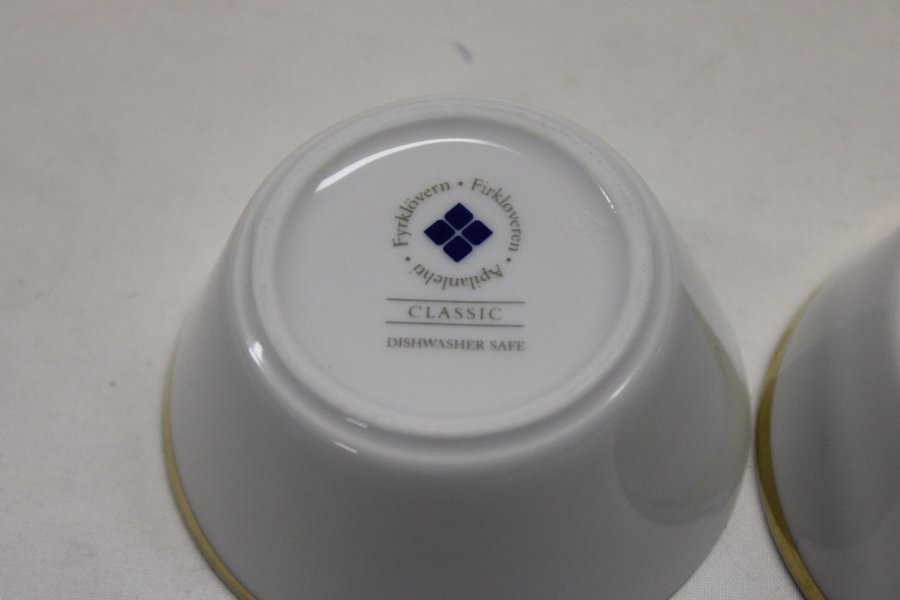 Fyrklövern • Firkløveren • Apilanlehti •
CLASSIC
DISHWASHER SAFE